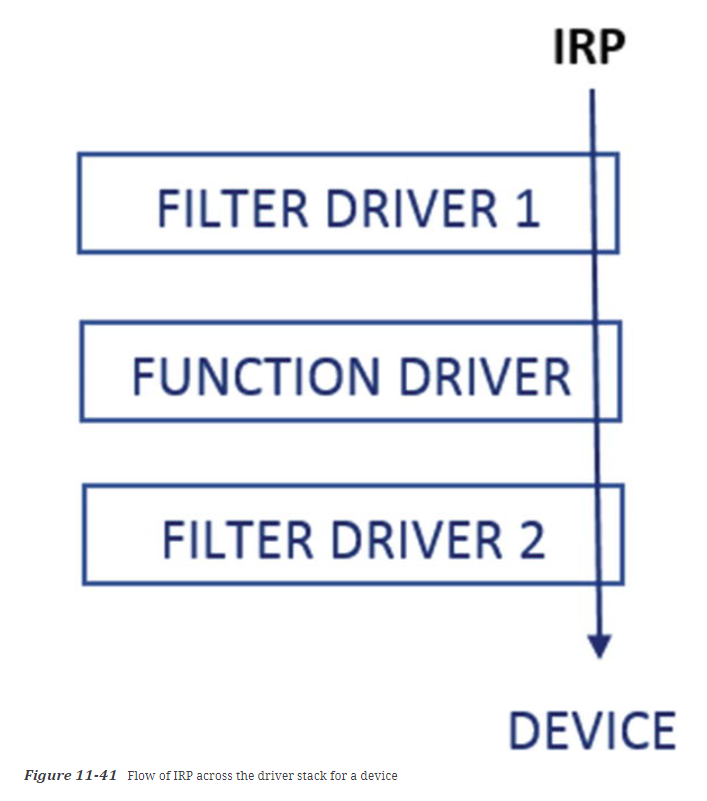 IRP
FILTER DRIVER 1
FUNCTION DRIVER
FILTER DRIVER 2
DEVICE
Figure 11-41 Flow of IRP across the driver stack for a device